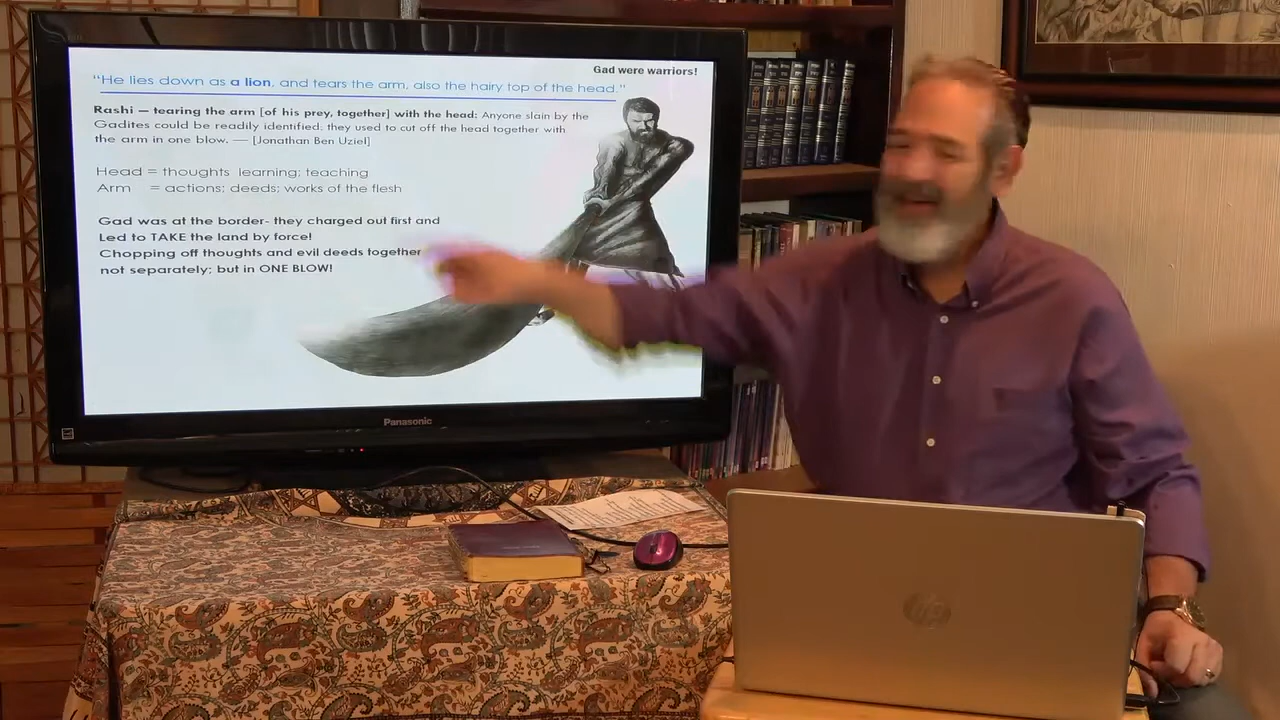 Gad were warriors!
"He lies down as a lion, and tears the arm, also the hairy top of the head."
Rashi — tearing the arm [of his prey, together] with the head: Anyone slain by the
Gadites could be readily identified, they used to cut off the head together with
the arm in one blow. — [Jonathan Ben Uziel]
Head = thoughts learning; teaching
Arm = actions; deeds; works of the flesh
Gad was at the border- they charged out first and
Led to TAKE the land by force!
Chopping off thoughts and evil deeds together
not separately; but in ONE BLOW!
Panasonic
hp